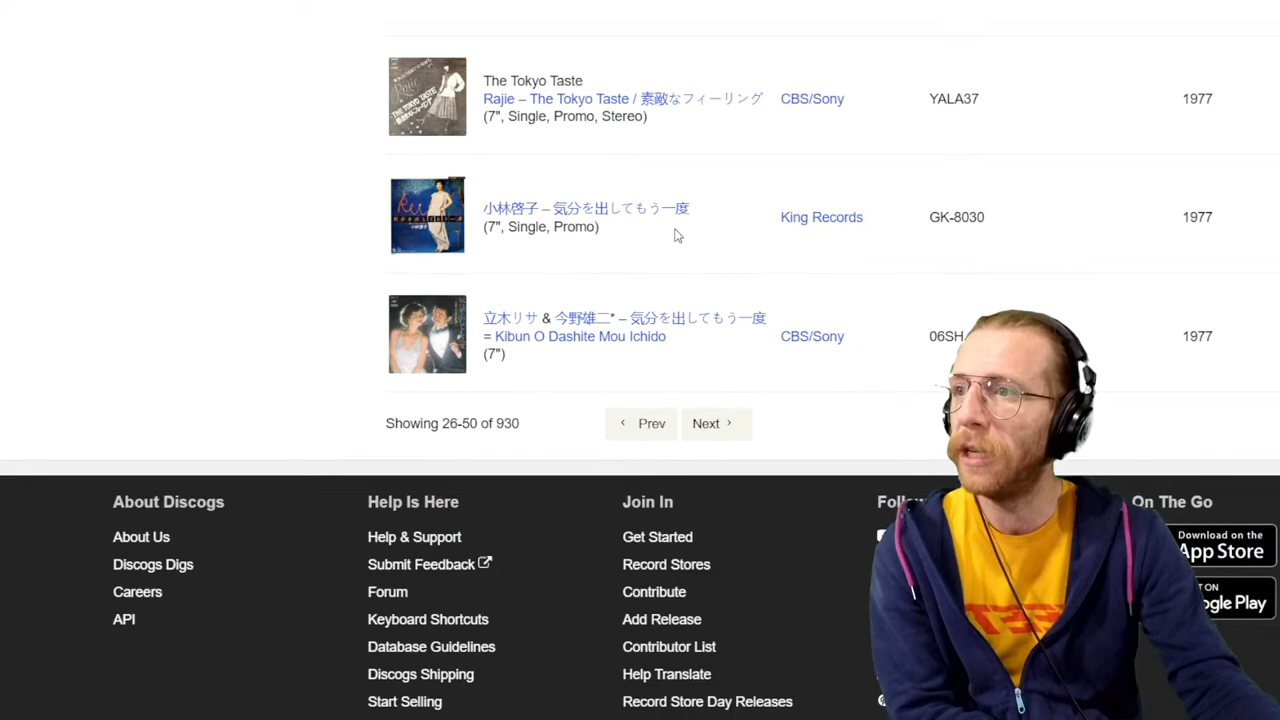 The Tokyo Taste
Rajie – The Tokyo Taste / 素敵なフィーリング
(7", Single, Promo, Stereo)
CBS/Sony
YALA37
1977
小林啓子 – 気分を出してもう一度
(7", Single, Promo)
King Records
GK-8030
1977
立木リサ & 今野雄二* – 気分を出してもう一度
= Kibun O Dashite Mou Ichido
(7")
CBS/Sony
06SH
1977
Showing 26-50 of 930
‹ Prev
Next ›
About Discogs
About Us
Discogs Digs
Careers
API
Help Is Here
Help & Support
Submit Feedback
Forum
Keyboard Shortcuts
Database Guidelines
Discogs Shipping
Start Selling
Join In
Get Started
Record Stores
Contribute
Add Release
Contributor List
Help Translate
Record Store Day Releases
On The Go
Download on the
App Store